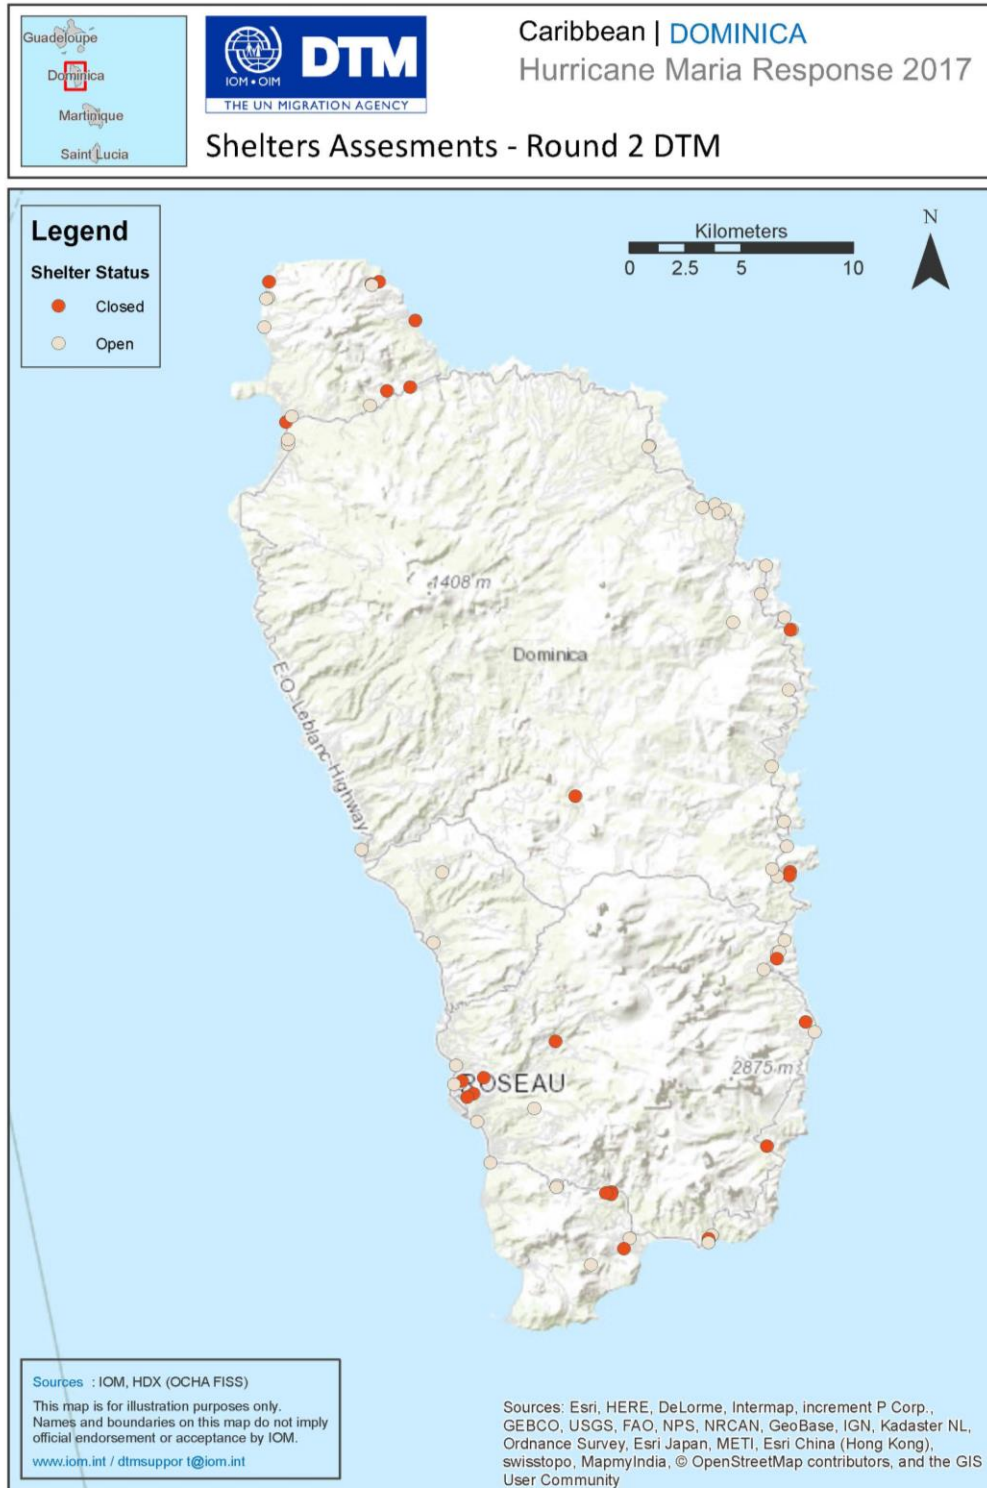 Guadeloupe
Dominica
Martinique
Saint Lucia
IOM • OIM
DTM
THE UN MIGRATION AGENCY
Caribbean | DOMINICA
Hurricane Maria Response 2017
Shelters Assesments - Round 2 DTM
Legend
Shelter Status
Closed
Open
Kilometers
0 2.5 5 10
N
1408 m
Dominica
E.O. Leblanc Highway
ROSEAU
2875 m
Sources : IOM, HDX (OCHA FISS)
This map is for illustration purposes only.
Names and boundaries on this map do not imply
official endorsement or acceptance by IOM.
www.iom.int / dtmsuppor t@iom.int
Sources: Esri, HERE, DeLorme, Intermap, increment P Corp.,
GEBCO, USGS, FAO, NPS, NRCAN, GeoBase, IGN, Kadaster NL,
Ordnance Survey, Esri Japan, METI, Esri China (Hong Kong),
swisstopo, MapmyIndia, © OpenStreetMap contributors, and the GIS
User Community